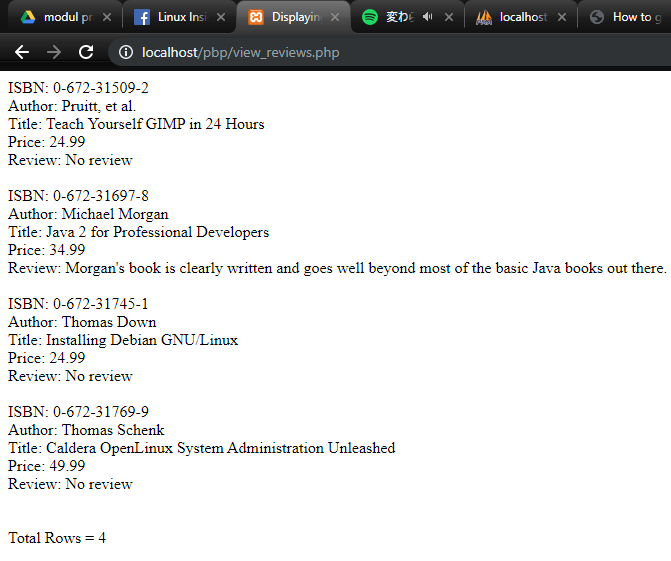 modul pr
Linux Insi
Displayin
変わら
localhost
How to g
localhost/pbp/view_reviews.php
ISBN: 0-672-31509-2
Author: Pruitt, et al.
Title: Teach Yourself GIMP in 24 Hours
Price: 24.99
Review: No review
ISBN: 0-672-31697-8
Author: Michael Morgan
Title: Java 2 for Professional Developers
Price: 34.99
Review: Morgan's book is clearly written and goes well beyond most of the basic Java books out there.
ISBN: 0-672-31745-1
Author: Thomas Down
Title: Installing Debian GNU/Linux
Price: 24.99
Review: No review
ISBN: 0-672-31769-9
Author: Thomas Schenk
Title: Caldera OpenLinux System Administration Unleashed
Price: 49.99
Review: No review
Total Rows = 4